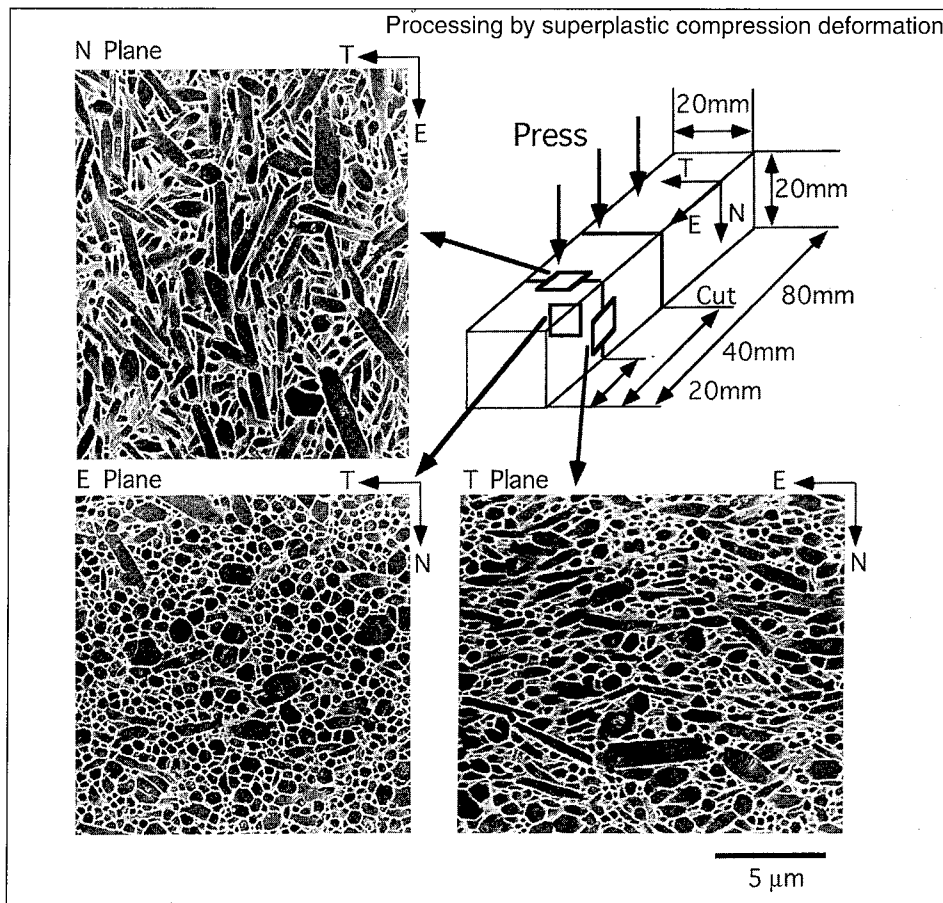 Processing by superplastic compression deformation
N Plane
T
E
Press
20mm
20mm
T
E
N
Cut
80mm
40mm
20mm
E Plane
T
N
T Plane
E
N
5 μm